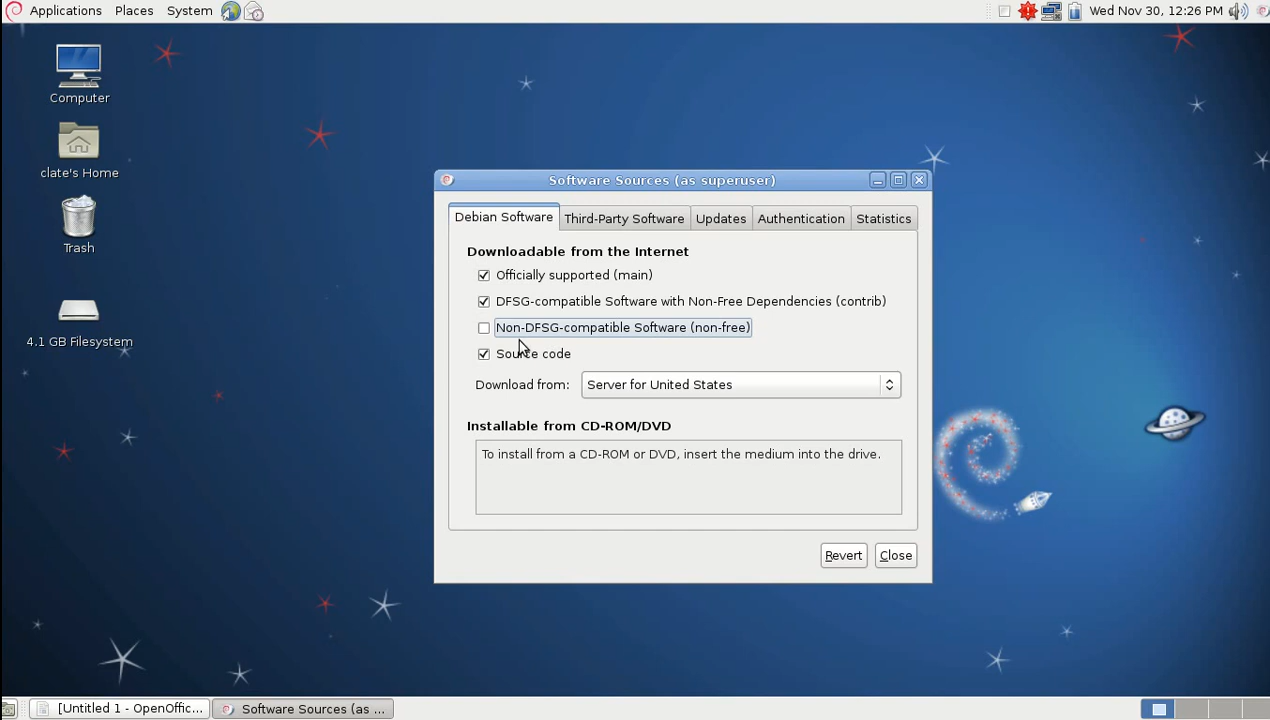 Applications Places System Wed Nov 30, 12:26 PM
Computer
clate's Home
Trash
4.1 GB Filesystem
Software Sources (as superuser)
Debian Software Third-Party Software Updates Authentication Statistics
Downloadable from the Internet
Officially supported (main)
DFSG-compatible Software with Non-Free Dependencies (contrib)
Non-DFSG-compatible Software (non-free)
Source code
Download from: Server for United States
Installable from CD-ROM/DVD
To install from a CD-ROM or DVD, insert the medium into the drive.
Revert Close
[Untitled 1 - OpenOffic... Software Sources (as ...